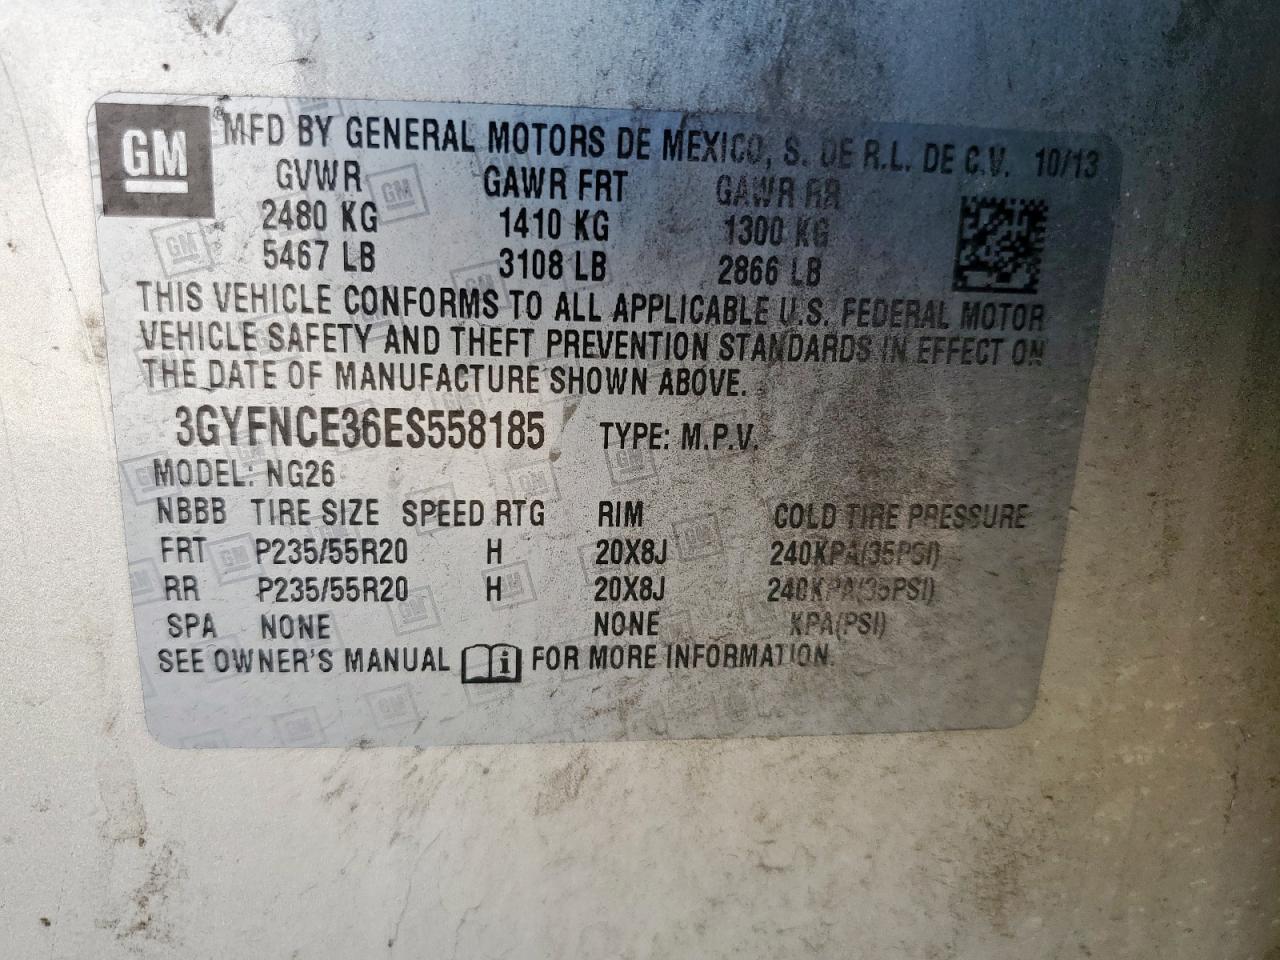 GM
® MFD BY GENERAL MOTORS DE MEXICO, S. DE R.L. DE C.V. 10/13
GVWR GAWR FRT GAWR RR
2480 KG 1410 KG 1300 KG
5467 LB 3108 LB 2866 LB
THIS VEHICLE CONFORMS TO ALL APPLICABLE U.S. FEDERAL MOTOR
VEHICLE SAFETY AND THEFT PREVENTION STANDARDS IN EFFECT ON
THE DATE OF MANUFACTURE SHOWN ABOVE.
3GYFNCE36ES558185 TYPE: M.P.V.
MODEL: NG26
NBBB TIRE SIZE SPEED RTG RIM COLD TIRE PRESSURE
FRT P235/55R20 H 20X8J 240KPA(35PSI)
RR P235/55R20 H 20X8J 240KPA(35PSI)
SPA NONE NONE KPA(PSI)
SEE OWNER'S MANUAL i FOR MORE INFORMATION.